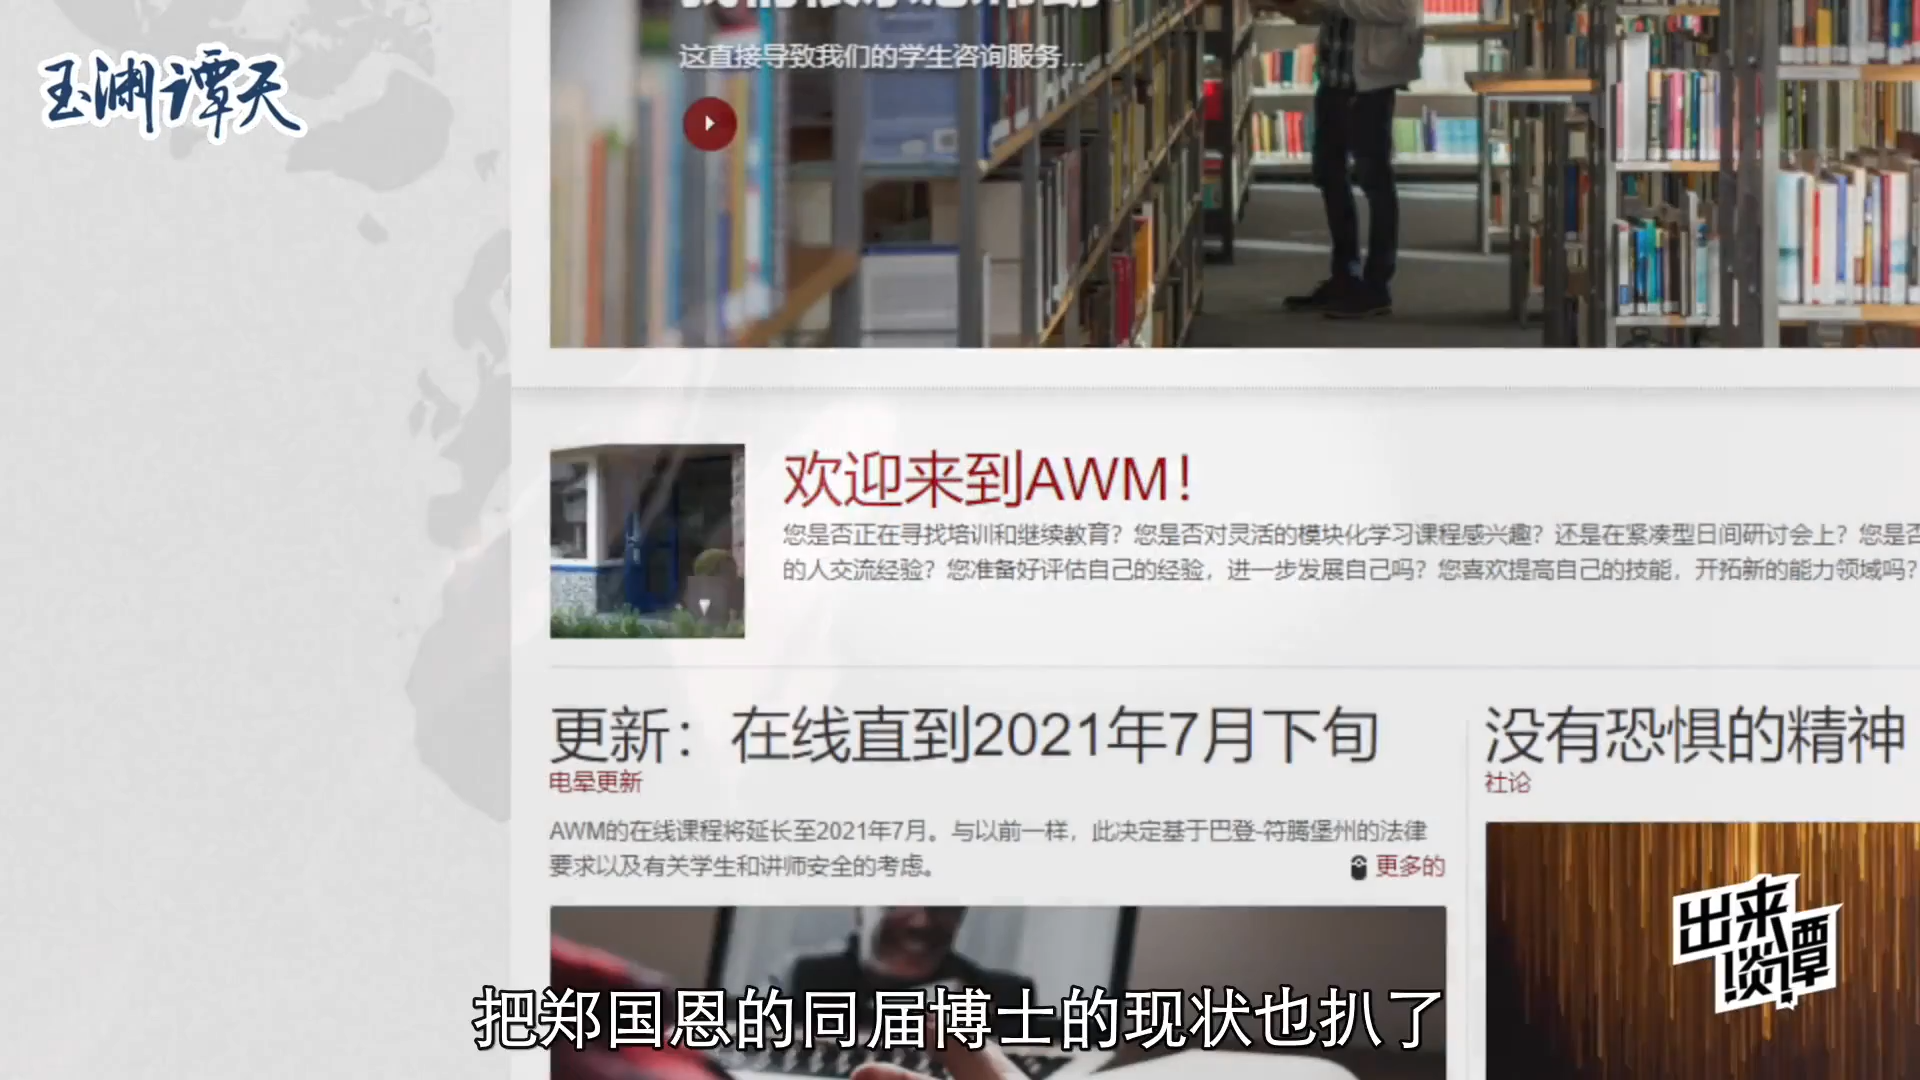 玉渊谭天
这直接导致我们的学生咨询服务...
欢迎来到AWM！
您是否正在寻找培训和继续教育？您是否对灵活的模块化学习课程感兴趣？还是在紧凑型日间研讨会上？您是否
的人交流经验？您准备好评估自己的经验，进一步发展自己吗？您喜欢提高自己的技能，开拓新的能力领域吗？
更新：在线直到2021年7月下旬
电晕更新
AWM的在线课程将延长至2021年7月。与以前一样，此决定基于巴登-符腾堡州的法律
要求以及有关学生和讲师安全的考虑。
更多的
没有恐惧的精神
社论
出来
谈谭
把郑国恩的同届博士的现状也扒了